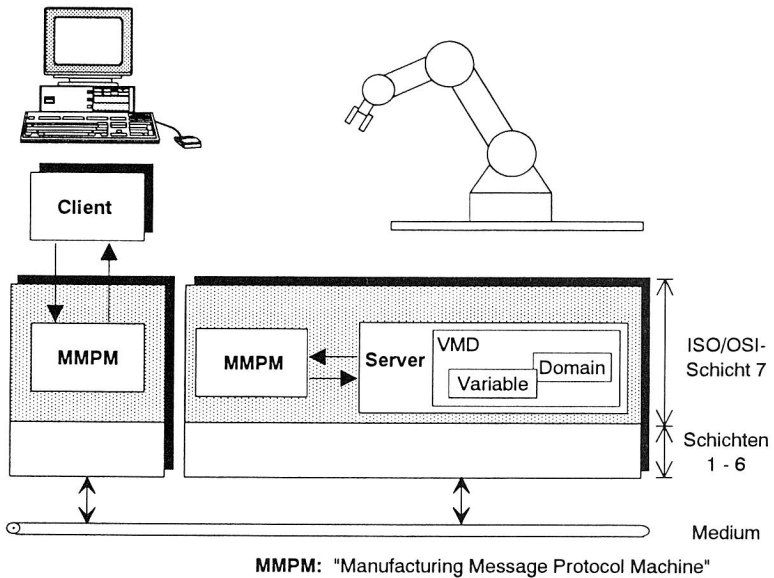 Client
MMPM
MMPM
Server
VMD
Domain
Variable
ISO/OSI-
Schicht 7
Schichten
1 - 6
Medium
MMPM: "Manufacturing Message Protocol Machine"